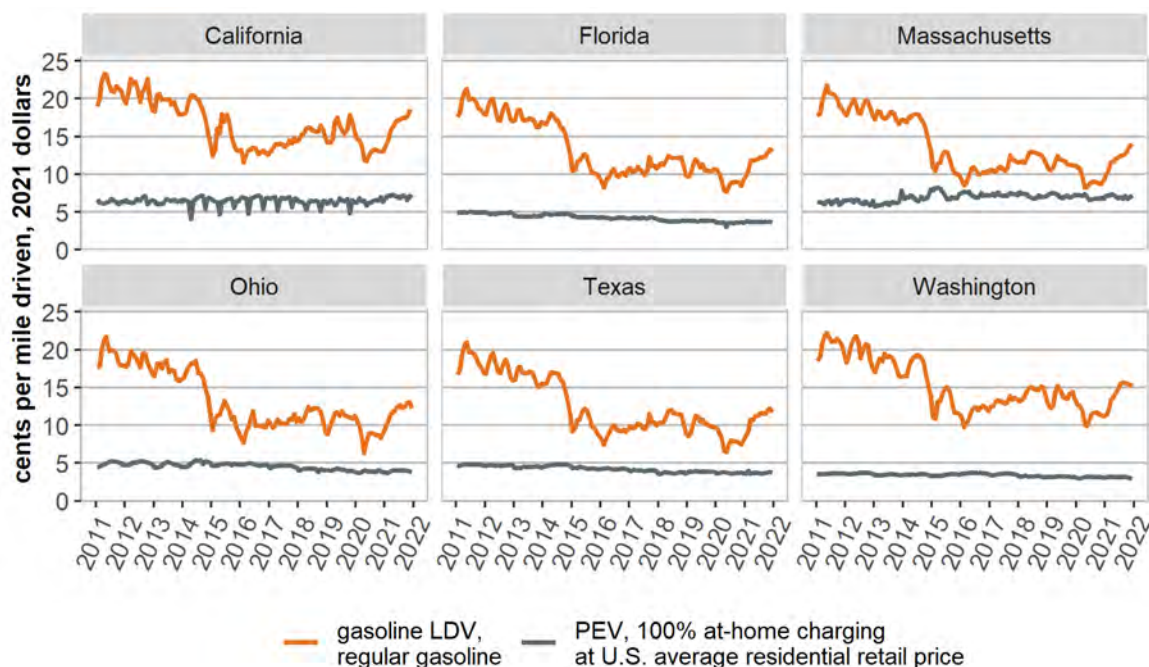 cents per mile driven, 2021 dollars
California
Florida
Massachusetts
25
20
15
10
5
0
Ohio
Texas
Washington
25
20
15
10
5
0
2011 2012 2013 2014 2015 2016 2017 2018 2019 2020 2021 2022
2011 2012 2013 2014 2015 2016 2017 2018 2019 2020 2021 2022
2011 2012 2013 2014 2015 2016 2017 2018 2019 2020 2021 2022
gasoline LDV,
regular gasoline
PEV, 100% at-home charging
at U.S. average residential retail price